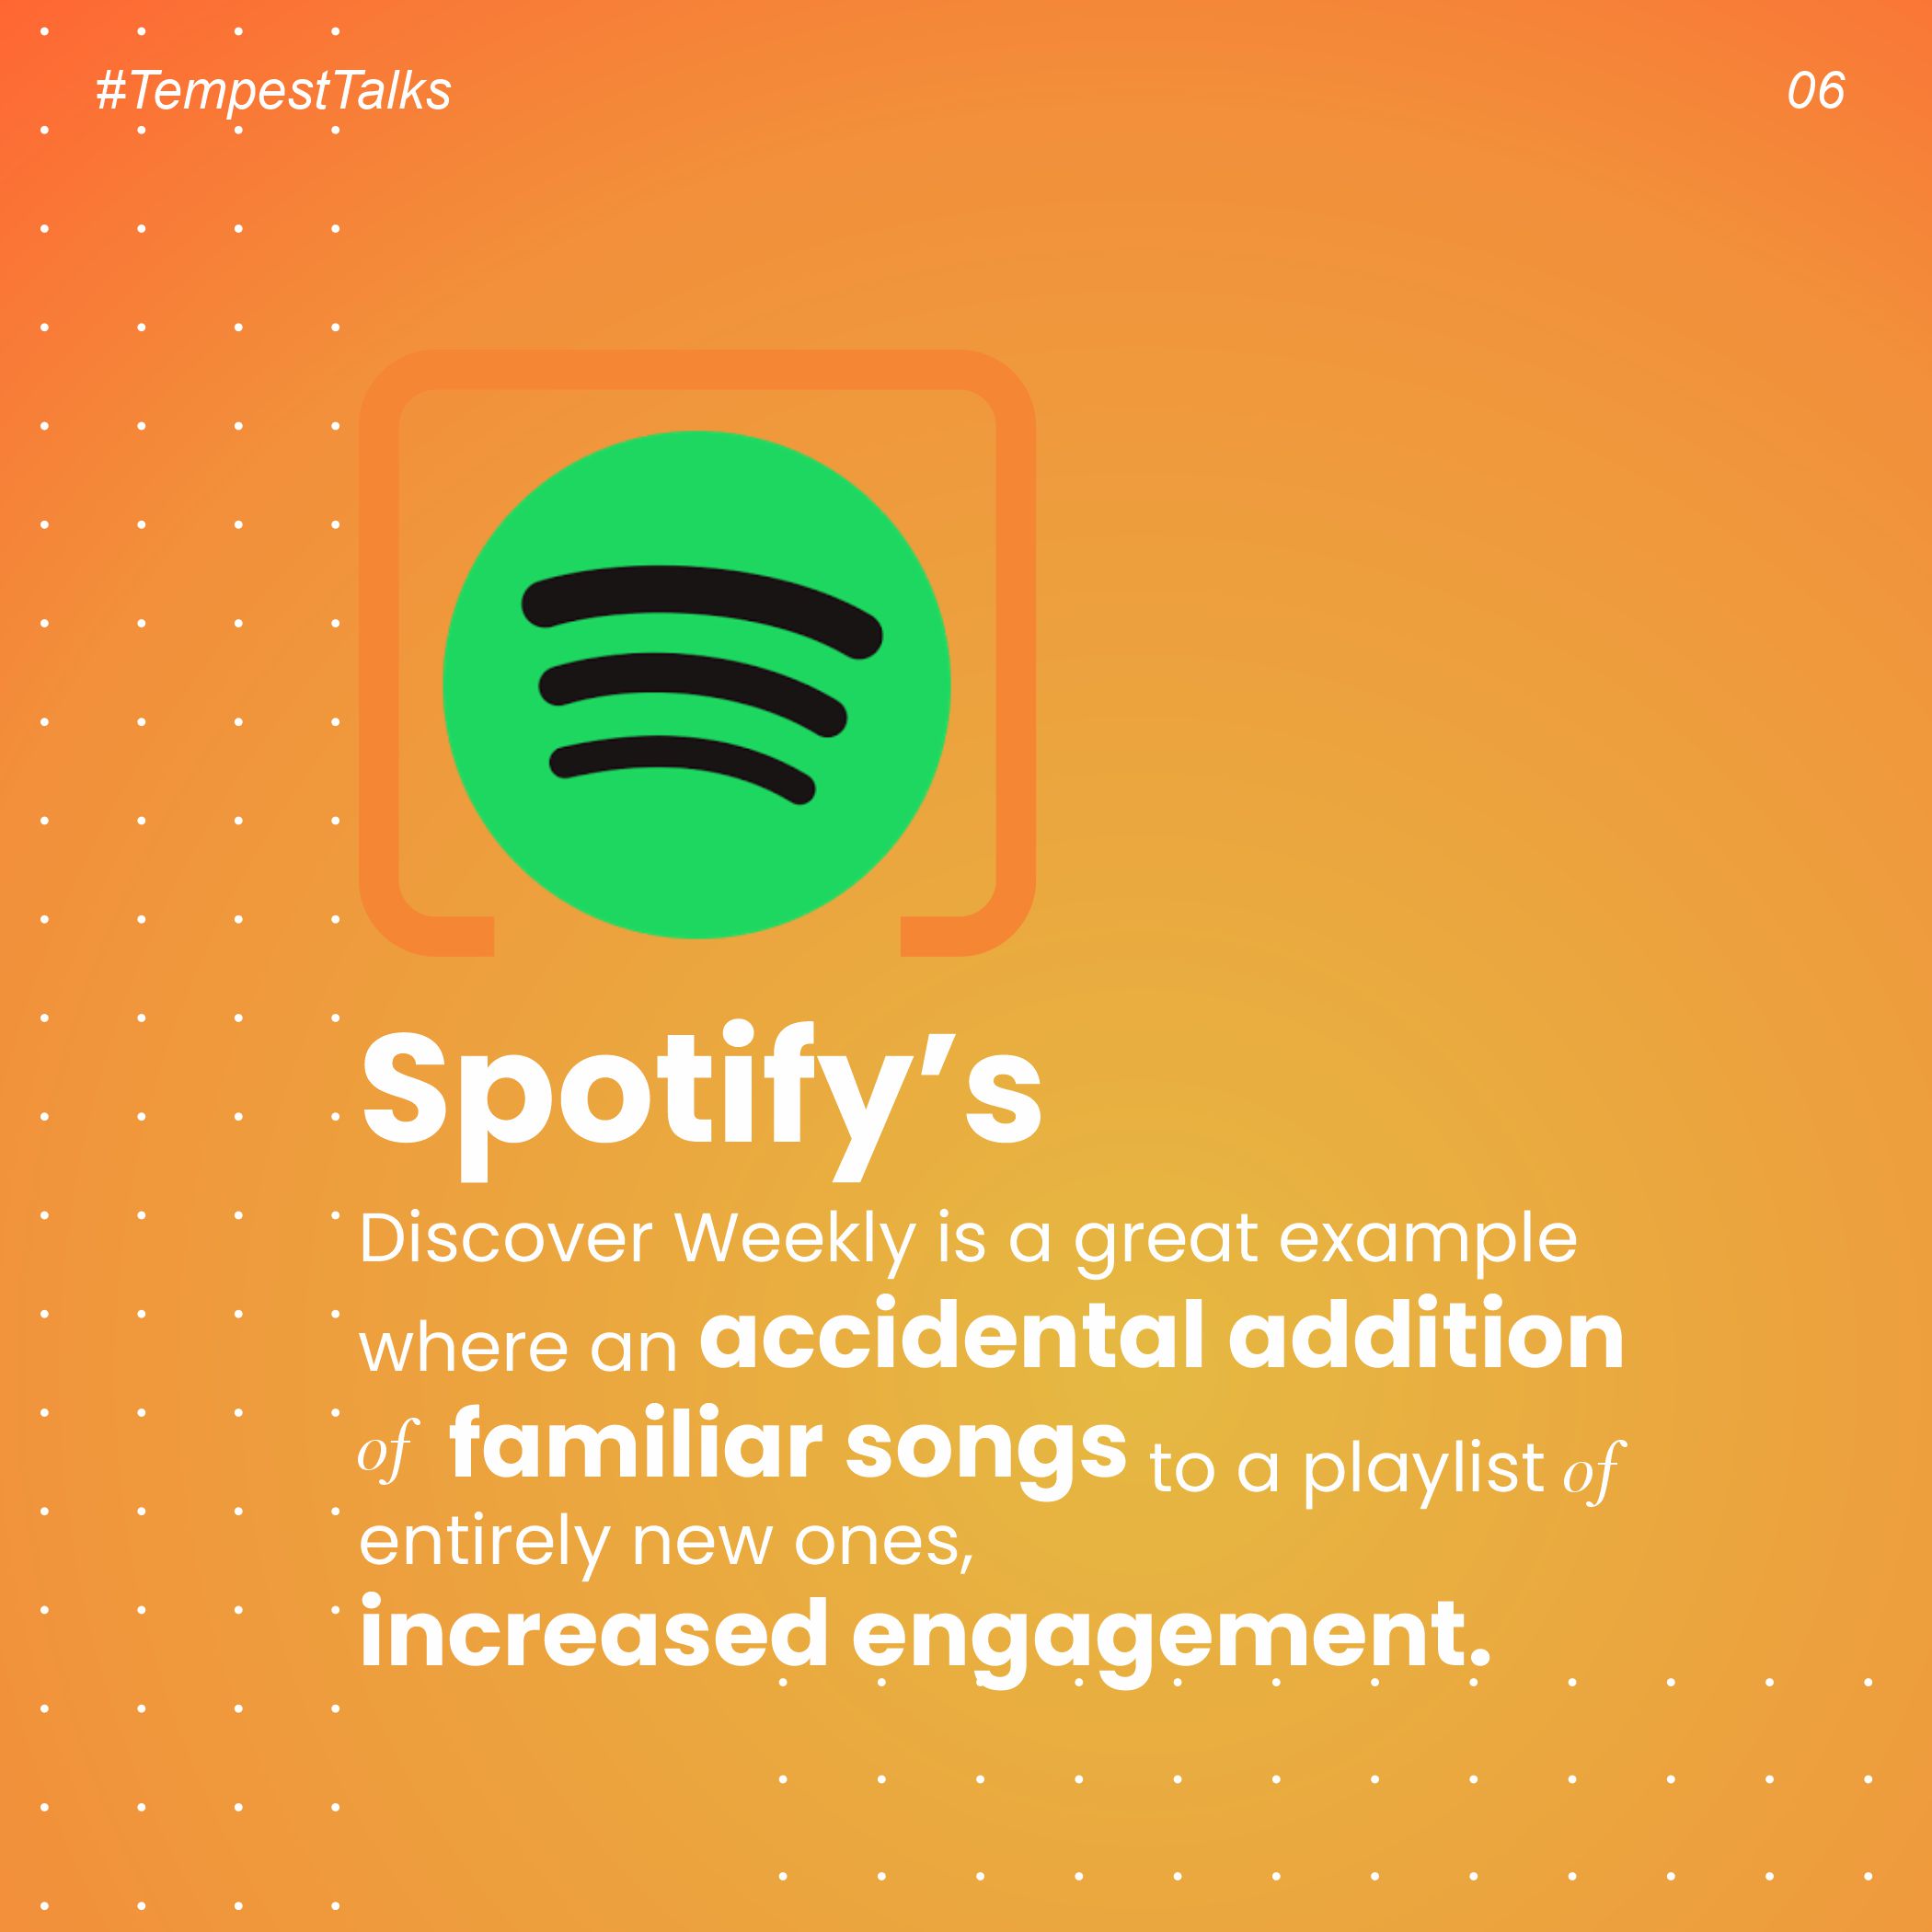 #TempestTalks
06
Spotify’s
Discover Weekly is a great example
where an accidental addition
of familiar songs to a playlist of
entirely new ones,
increased engagement.